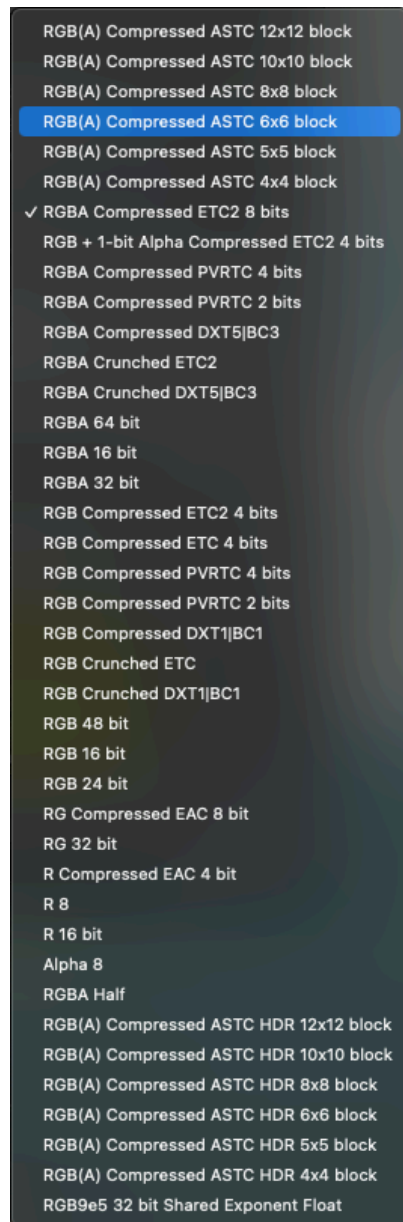 RGB(A) Compressed ASTC 12x12 block
RGB(A) Compressed ASTC 10x10 block
RGB(A) Compressed ASTC 8x8 block
RGB(A) Compressed ASTC 6x6 block
RGB(A) Compressed ASTC 5x5 block
RGB(A) Compressed ASTC 4x4 block
✓ RGBA Compressed ETC2 8 bits
RGB + 1-bit Alpha Compressed ETC2 4 bits
RGBA Compressed PVRTC 4 bits
RGBA Compressed PVRTC 2 bits
RGBA Compressed DXT5|BC3
RGBA Crunched ETC2
RGBA Crunched DXT5|BC3
RGBA 64 bit
RGBA 16 bit
RGBA 32 bit
RGB Compressed ETC2 4 bits
RGB Compressed ETC 4 bits
RGB Compressed PVRTC 4 bits
RGB Compressed PVRTC 2 bits
RGB Compressed DXT1|BC1
RGB Crunched ETC
RGB Crunched DXT1|BC1
RGB 48 bit
RGB 16 bit
RGB 24 bit
RG Compressed EAC 8 bit
RG 32 bit
R Compressed EAC 4 bit
R 8
R 16 bit
Alpha 8
RGBA Half
RGB(A) Compressed ASTC HDR 12x12 block
RGB(A) Compressed ASTC HDR 10x10 block
RGB(A) Compressed ASTC HDR 8x8 block
RGB(A) Compressed ASTC HDR 6x6 block
RGB(A) Compressed ASTC HDR 5x5 block
RGB(A) Compressed ASTC HDR 4x4 block
RGB9e5 32 bit Shared Exponent Float